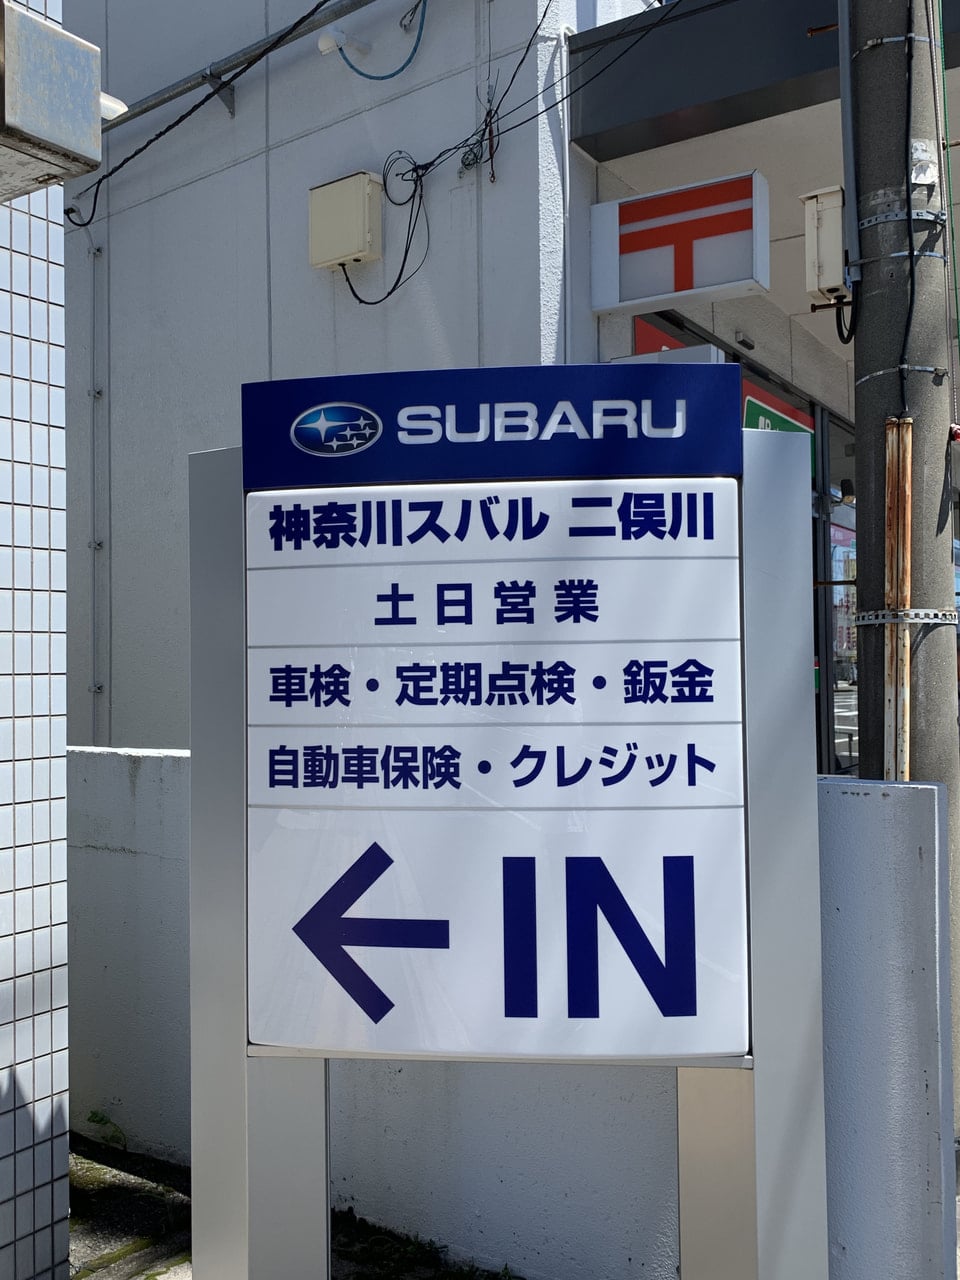 SUBARU
神奈川スバル 二俣川
土日営業
車検・定期点検・鈑金
自動車保険・クレジット
← IN